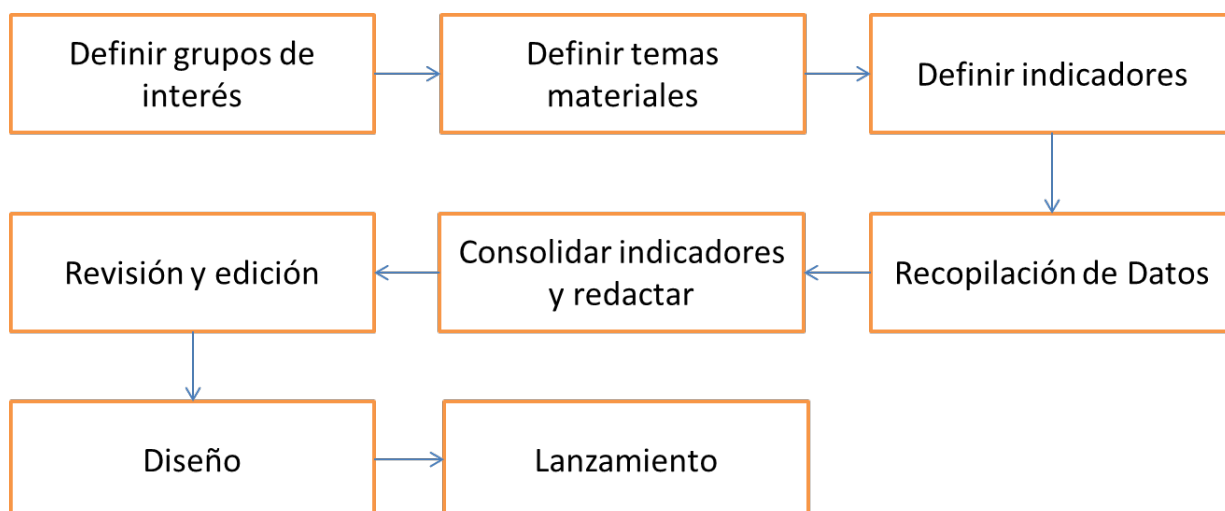 Definir grupos de
interés
Definir temas
materiales
Definir indicadores
Recopilación de Datos
Consolidar indicadores
y redactar
Revisión y edición
Diseño
Lanzamiento